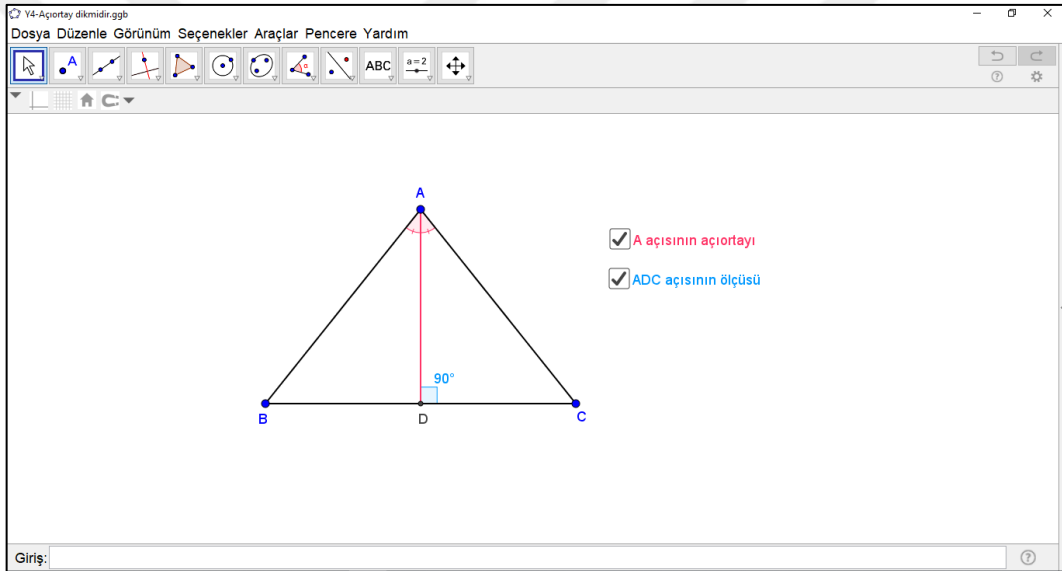 Y4-Açıortay dikmidir.ggb
Dosya Düzenle Görünüm Seçenekler Araçlar Pencere Yardım
A ABC a=2
A
A açısının açıortayı
ADC açısının ölçüsü
90°
B D C
Giriş: